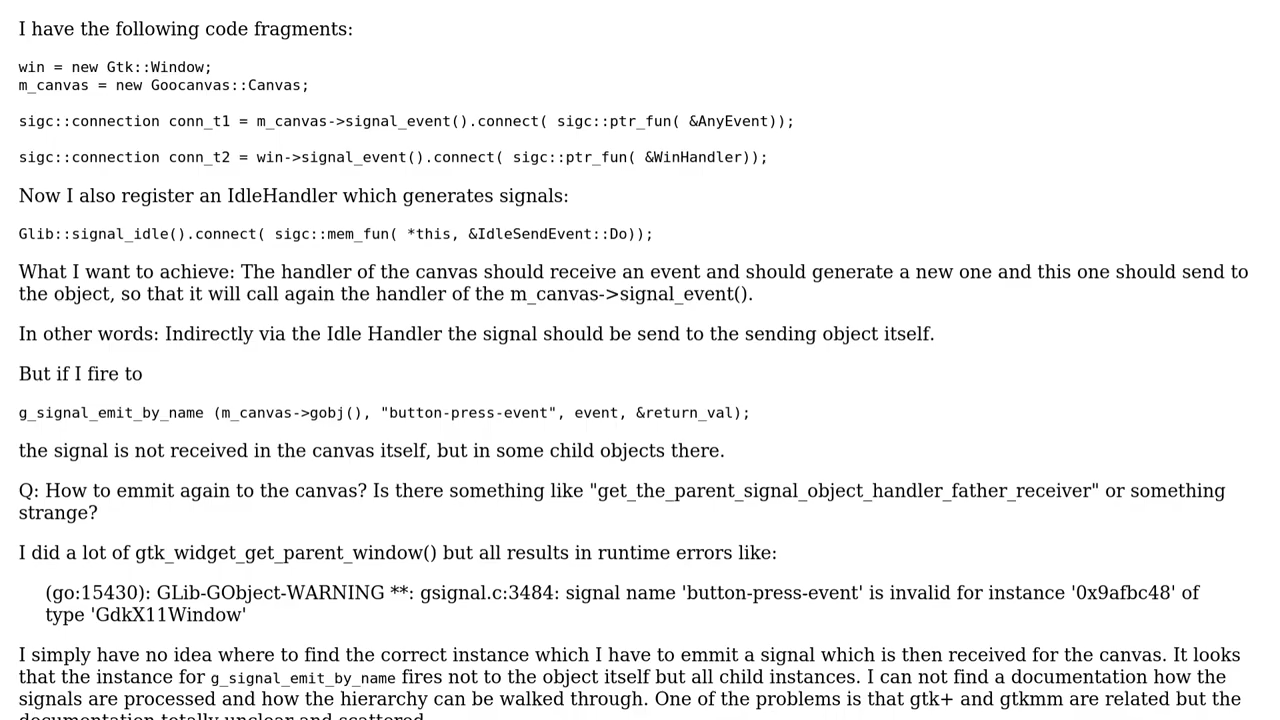 I have the following code fragments:
win = new Gtk::Window;
m_canvas = new Goocanvas::Canvas;
sigc::connection conn_t1 = m_canvas->signal_event().connect( sigc::ptr_fun( &AnyEvent));
sigc::connection conn_t2 = win->signal_event().connect( sigc::ptr_fun( &WinHandler));
Now I also register an IdleHandler which generates signals:
Glib::signal_idle().connect( sigc::mem_fun( *this, &IdleSendEvent::Do));
What I want to achieve: The handler of the canvas should receive an event and should generate a new one and this one should send to
the object, so that it will call again the handler of the m_canvas->signal_event().
In other words: Indirectly via the Idle Handler the signal should be send to the sending object itself.
But if I fire to
g_signal_emit_by_name (m_canvas->gobj(), "button-press-event", event, &return_val);
the signal is not received in the canvas itself, but in some child objects there.
Q: How to emmit again to the canvas? Is there something like "get_the_parent_signal_object_handler_father_receiver" or something
strange?
I did a lot of gtk_widget_get_parent_window() but all results in runtime errors like:
(go:15430): GLib-GObject-WARNING **: gsignal.c:3484: signal name 'button-press-event' is invalid for instance '0x9afbc48' of
type 'GdkX11Window'
I simply have no idea where to find the correct instance which I have to emmit a signal which is then received for the canvas. It looks
that the instance for g_signal_emit_by_name fires not to the object itself but all child instances. I can not find a documentation how the
signals are processed and how the hierarchy can be walked through. One of the problems is that gtk+ and gtkmm are related but the
documentation totally unclear and scattered.